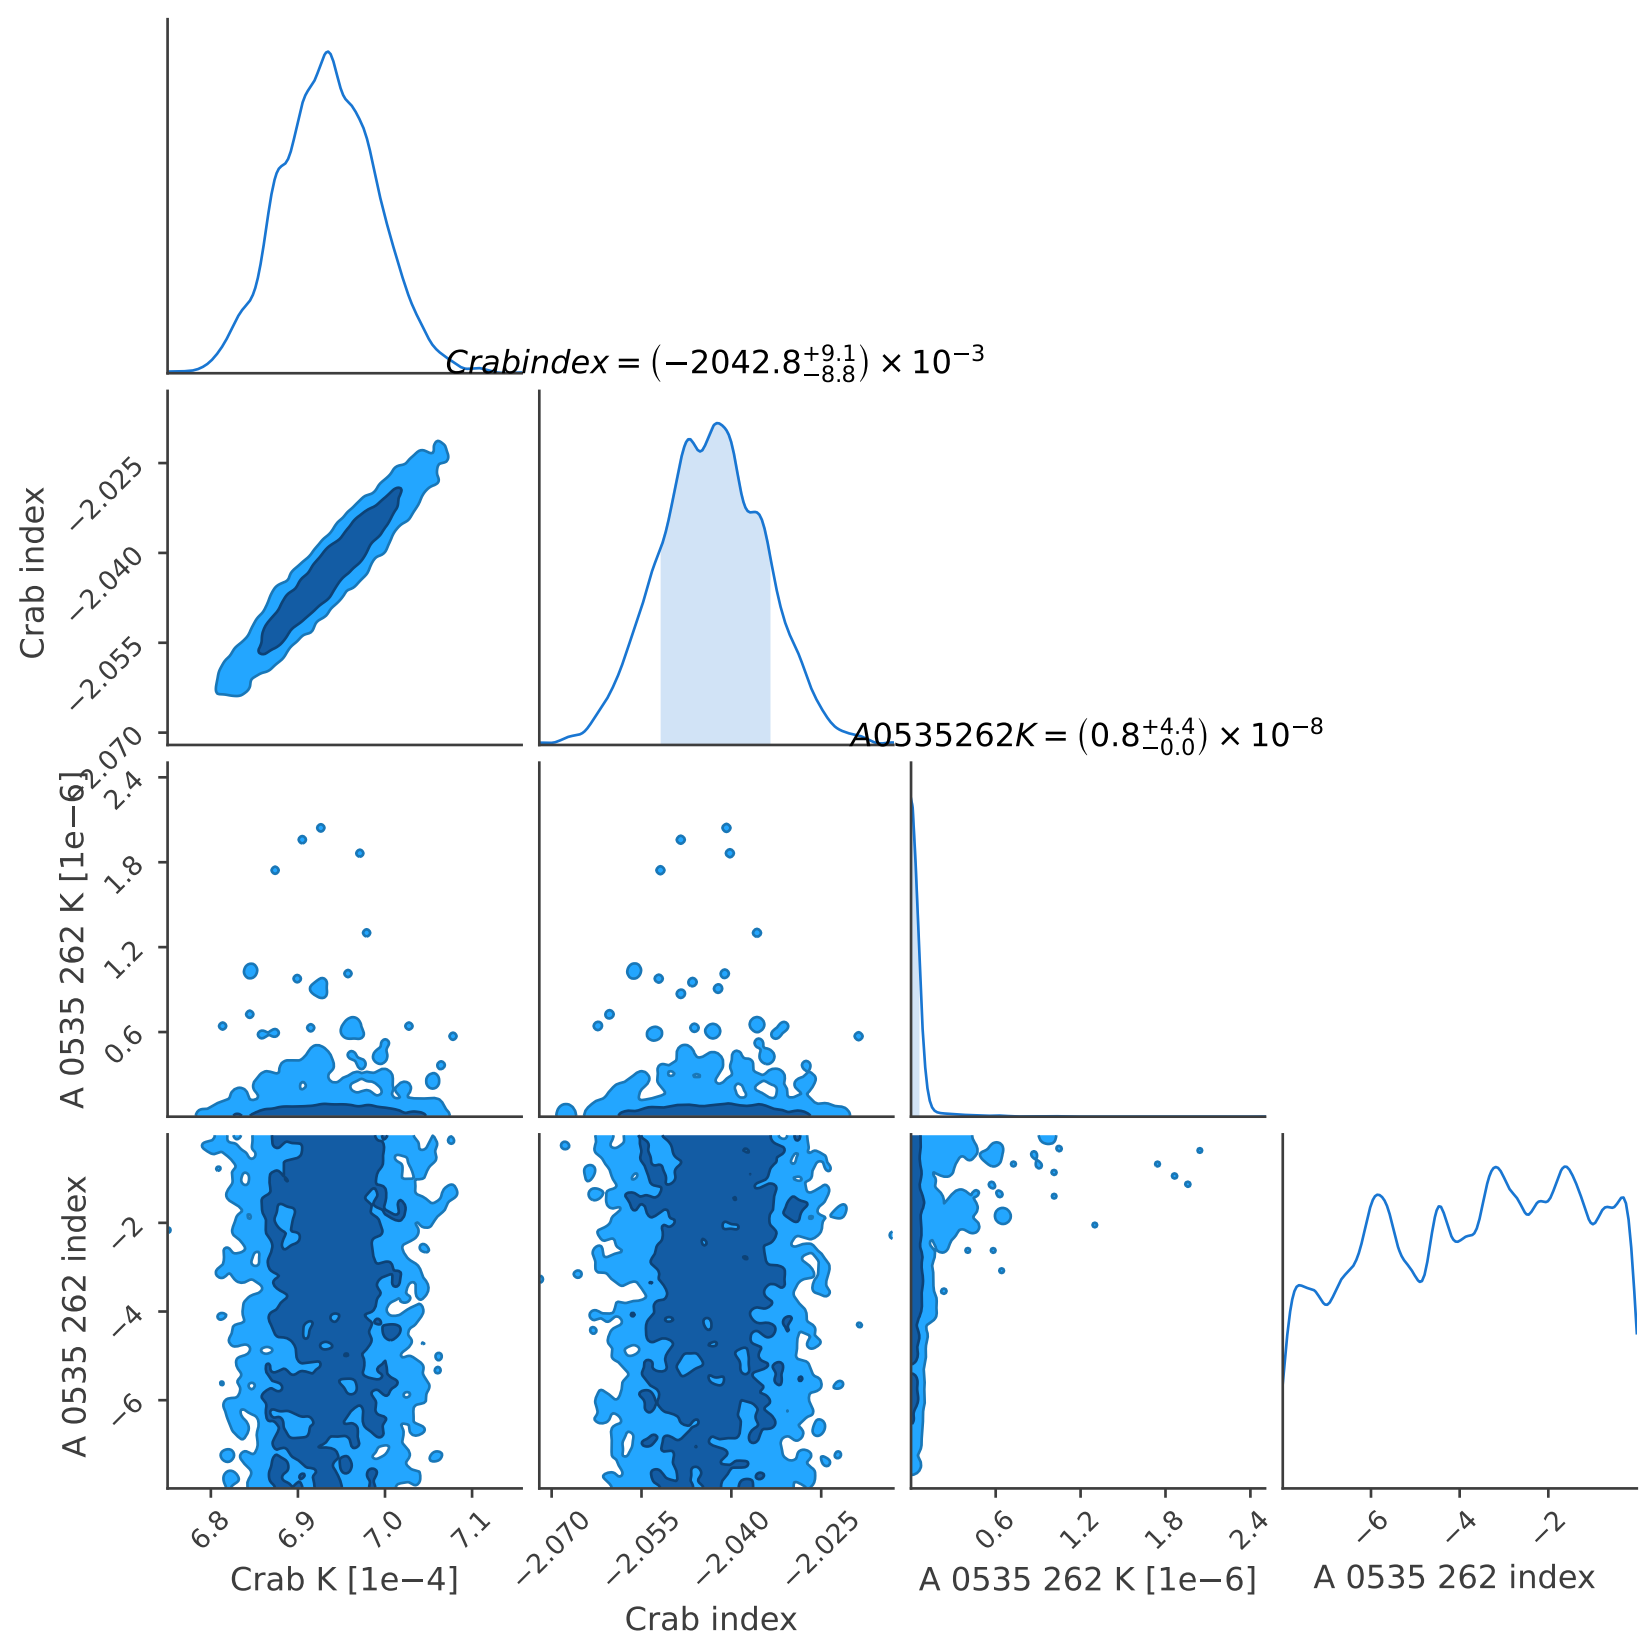 Crabindex = (−2042.8 +9.1 −8.8) × 10−3
Crab index
−2.025
−2.040
−2.055
−2.070
A0535262K = (0.8 +4.4 −0.0) × 10−8
A 0535 262 K [1e−6]
2.4
1.8
1.2
0.6
A 0535 262 index
−2
−4
−6
6.8 6.9 7.0 7.1
Crab K [1e−4]
−2.070 −2.055 −2.040 −2.025
Crab index
0.6 1.2 1.8 2.4
A 0535 262 K [1e−6]
−6 −4 −2
A 0535 262 index